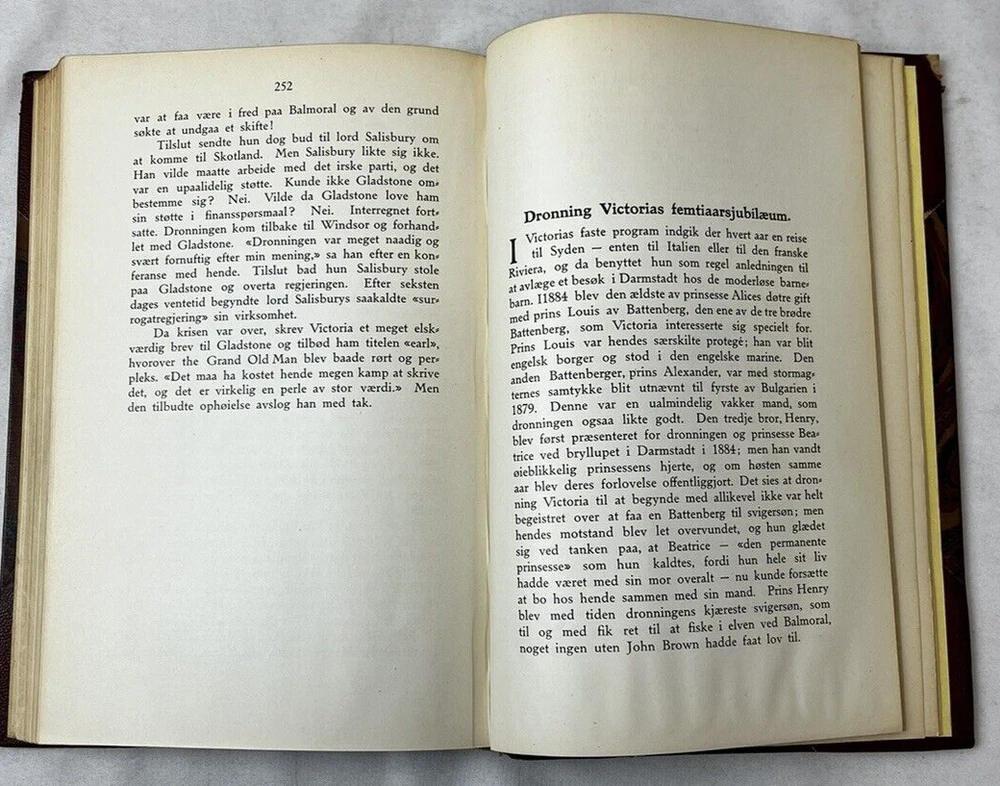 252
var at faa være i fred paa Balmoral og av den grund
søkte at undgaa et skifte!
Tilslut sendte hun dog bud til lord Salisbury om
at komme til Skotland. Men Salisbury likte sig ikke.
Han vilde maatte arbeide med det irske parti, og det
var en upaalidelig støtte. Kunde ikke Gladstone om-
bestemme sig? Nei. Vilde da Gladstone love ham
sin støtte i finansspørsmaal? Nei. Interregnet fort-
satte. Dronningen kom tilbake til Windsor og forhand-
let med Gladstone. «Dronningen var meget naadig og
svært fornuftig efter min mening,» sa han efter en kon-
feranse med hende. Tilslut bad hun Salisbury stole
paa Gladstone og overta regjeringen. Efter seksten
dages ventetid begyndte lord Salisburys saakaldte «sur-
rogatregjering» sin virksomhet.
Da krisen var over, skrev Victoria et meget elsk-
værdig brev til Gladstone og tilbød ham titelen «earl»,
hvorover the Grand Old Man blev baade rørt og per-
pleks. «Det maa ha kostet hende megen kamp at skrive
det, og det er virkelig en perle av stor værdi.» Men
den tilbudte ophøielse avslog han med tak.
Dronning Victorias femtiaarsjubilæum.
I Victorias faste program indgik der hvert aar en reise
til Syden — enten til Italien eller til den franske
Riviera, og da benyttet hun som regel anledningen til
at avlægge et besøk i Darmstadt hos de moderløse barne-
barn. I1884 blev den ældste av prinsesse Alices døtre gift
med prins Louis av Battenberg, den ene av de tre brødre
Battenberg, som Victoria interesserte sig specielt for.
Prins Louis var hendes særskilte protegé; han var blit
engelsk borger og stod i den engelske marine. Den
anden Battenberger, prins Alexander, var med stormag-
ternes samtykke blit utnævnt til fyrste av Bulgarien i
1879. Denne var en ualmindelig vakker mand, som
dronningen ogsaa likte godt. Den tredje bror, Henry,
blev først præsenteret for dronningen og prinsesse Bea-
trice ved bryllupet i Darmstadt i 1884; men han vandt
øieblikkelig prinsessens hjerte, og om høsten samme
aar blev deres forlovelse offentliggjort. Det sies at dron-
ning Victoria til at begynde med allikevel ikke var helt
begeistret over at faa en Battenberg til svigersøn; men
hendes motstand blev let overvundet, og hun glædet
sig ved tanken paa, at Beatrice — «den permanente
prinsesse» som hun kaldtes, fordi hun hele sit liv
hadde været med sin mor overalt — nu kunde forsætte
at bo hos hende sammen med sin mand. Prins Henry
blev med tiden dronningens kjæreste svigersøn, som
til og med fik ret til at fiske i elven ved Balmoral,
noget ingen uten John Brown hadde faat lov til.